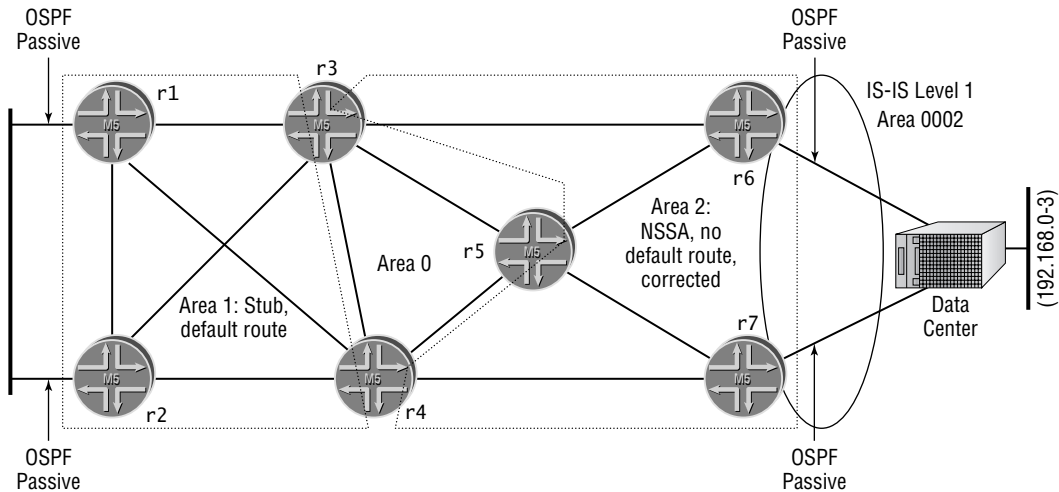 OSPF
Passive
OSPF
Passive
r1
r3
IS-IS Level 1
Area 0002
M5
M5
M5
r6
Area 2:
NSSA, no
default route,
corrected
r5
M5
Area 0
Area 1: Stub,
default route
(192.168.0-3)
Data
Center
r7
M5
M5
M5
r2
r4
OSPF
Passive
OSPF
Passive